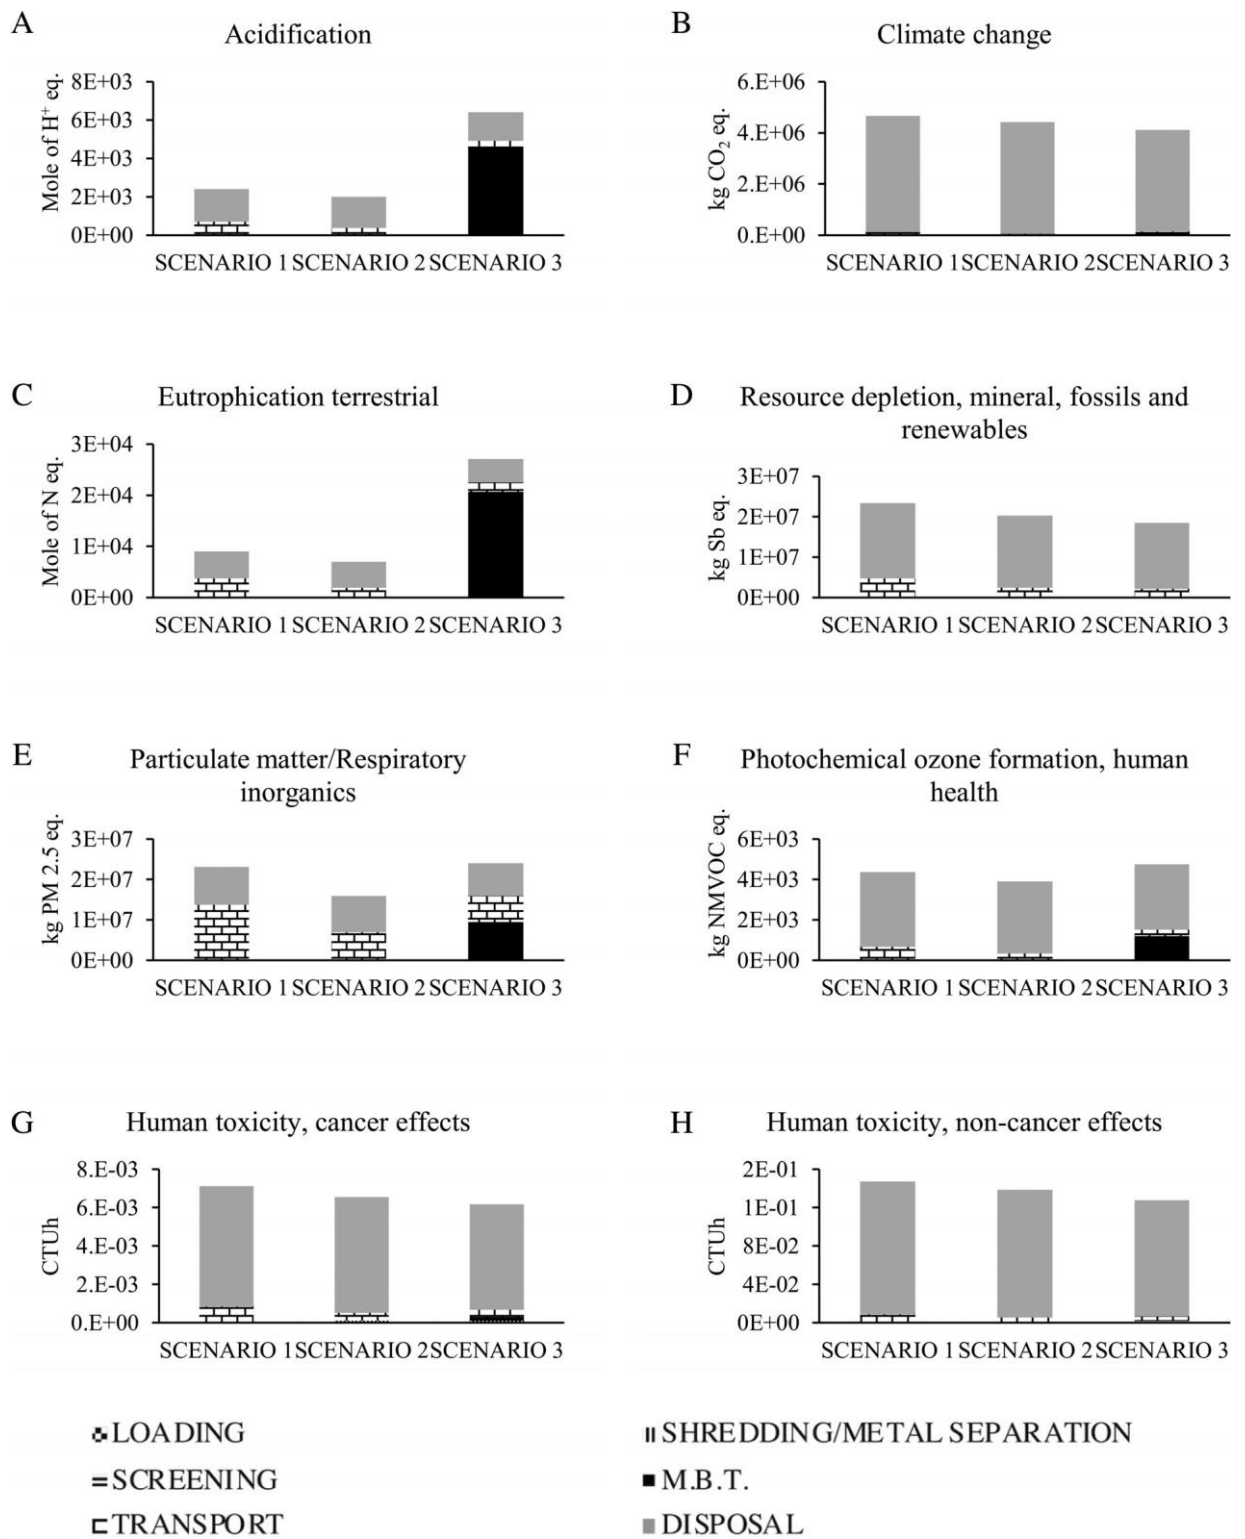 A
Acidification
Mole of H⁺ eq.
8E+03
6E+03
4E+03
2E+03
0E+00
SCENARIO 1 SCENARIO 2 SCENARIO 3
B
Climate change
kg CO₂ eq.
6.E+06
4.E+06
2.E+06
0.E+00
SCENARIO 1 SCENARIO 2 SCENARIO 3
C
Eutrophication terrestrial
Mole of N eq.
3E+04
2E+04
1E+04
0E+00
SCENARIO 1 SCENARIO 2 SCENARIO 3
D
Resource depletion, mineral, fossils and
renewables
kg Sb eq.
3E+07
2E+07
1E+07
0E+00
SCENARIO 1 SCENARIO 2 SCENARIO 3
E
Particulate matter/Respiratory
inorganics
kg PM 2.5 eq.
3E+07
2E+07
1E+07
0E+00
SCENARIO 1 SCENARIO 2 SCENARIO 3
F
Photochemical ozone formation, human
health
kg NMVOC eq.
6E+03
4E+03
2E+03
0E+00
SCENARIO 1 SCENARIO 2 SCENARIO 3
G
Human toxicity, cancer effects
CTUh
8.E-03
6.E-03
4.E-03
2.E-03
0.E+00
SCENARIO 1 SCENARIO 2 SCENARIO 3
H
Human toxicity, non-cancer effects
CTUh
2E-01
1E-01
8E-02
4E-02
0E+00
SCENARIO 1 SCENARIO 2 SCENARIO 3
LOADING
SHREDDING/METAL SEPARATION
SCREENING
M.B.T.
TRANSPORT
DISPOSAL